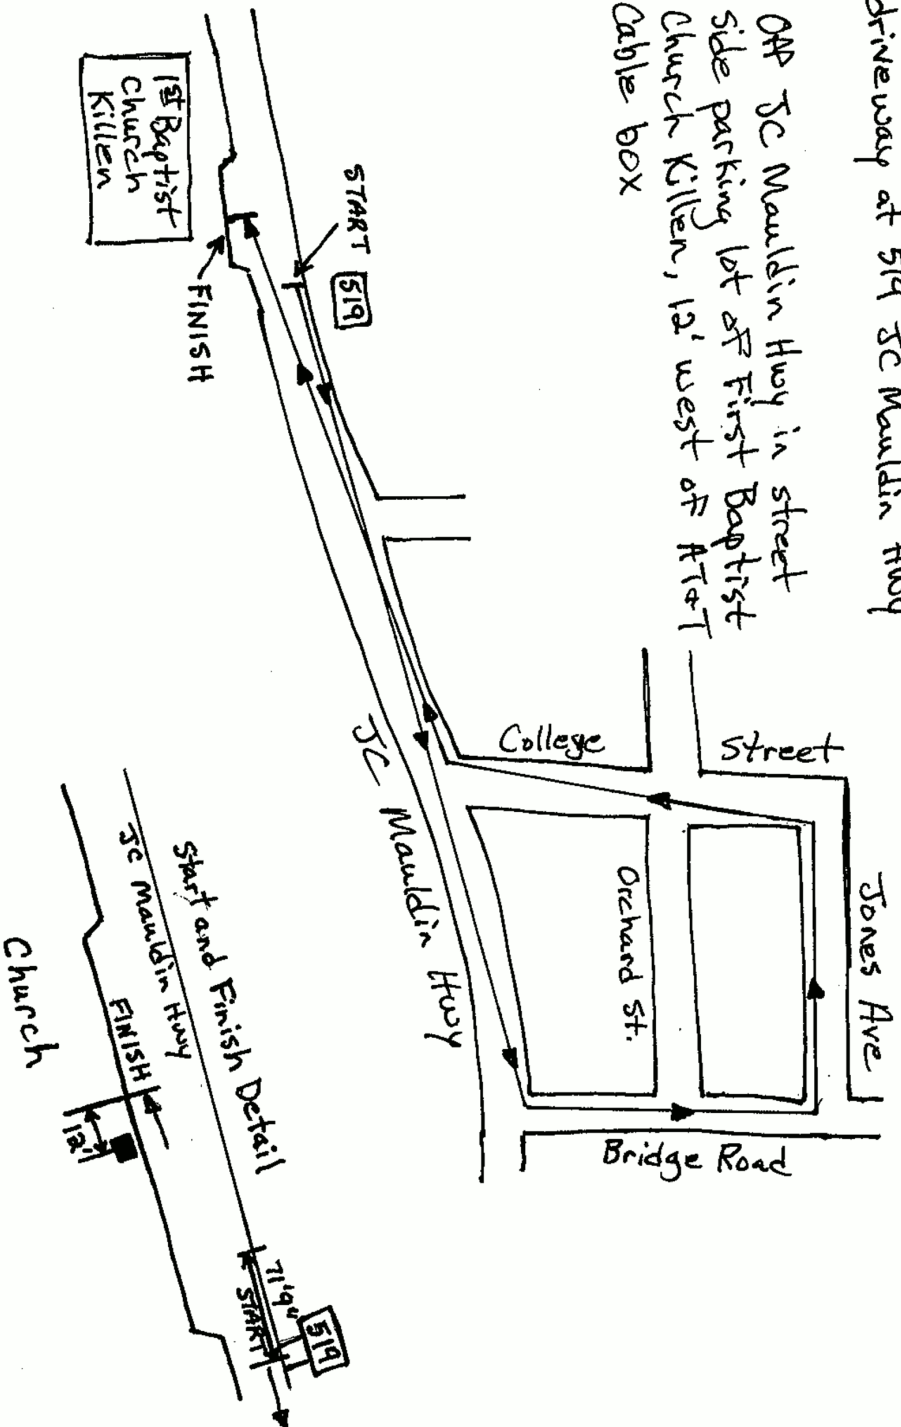 driveway at 519 JC Mauldin Hwy
Off JC Mauldin Hwy in street
side parking lot of First Baptist
Church Killen, 12' west of AT&T
Cable box
1st Baptist
Church
Killen
START
519
FINISH
College
Street
Jones Ave
Orchard St.
Bridge Road
JC Mauldin Hwy
Start and Finish Detail
JC Mauldin Hwy
FINISH
12'
Church
71'9"
START
519